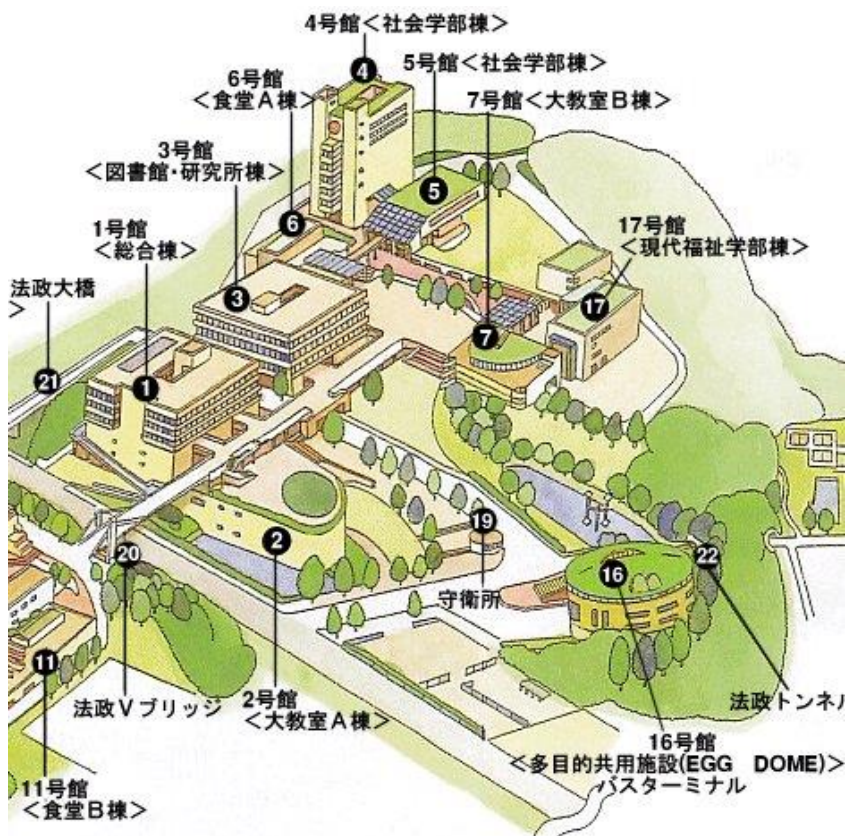 4号館<社会学部棟>
4
5号館<社会学部棟>
6号館
<食堂A棟>
7号館<大教室B棟>
3号館
<図書館・研究所棟>
5
6
17号館
<現代福祉学部棟>
1号館
<総合棟>
法政大橋
>
3
17
7
21
1
19
2
20
22
16
守衛所
11
法政Vブリッジ
2号館
<大教室A棟>
法政トンネル
16号館
<多目的共用施設(EGG DOME)>
バスターミナル
11号館
<食堂B棟>